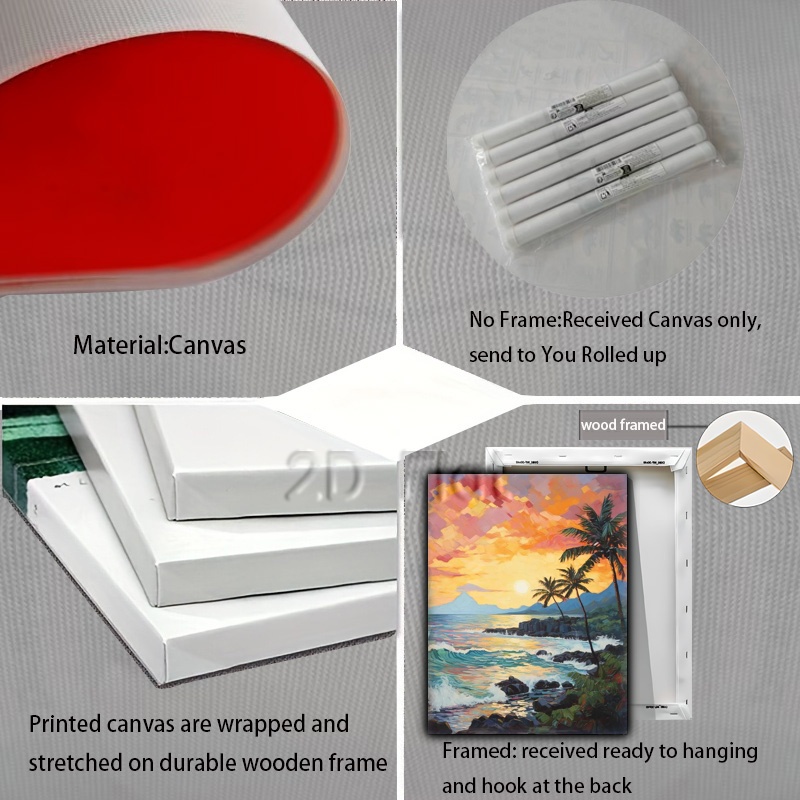 Material:Canvas
No Frame:Received Canvas only,
send to You Rolled up
2.D
wood framed
Printed canvas are wrapped and
stretched on durable wooden frame
Framed: received ready to hanging
and hook at the back